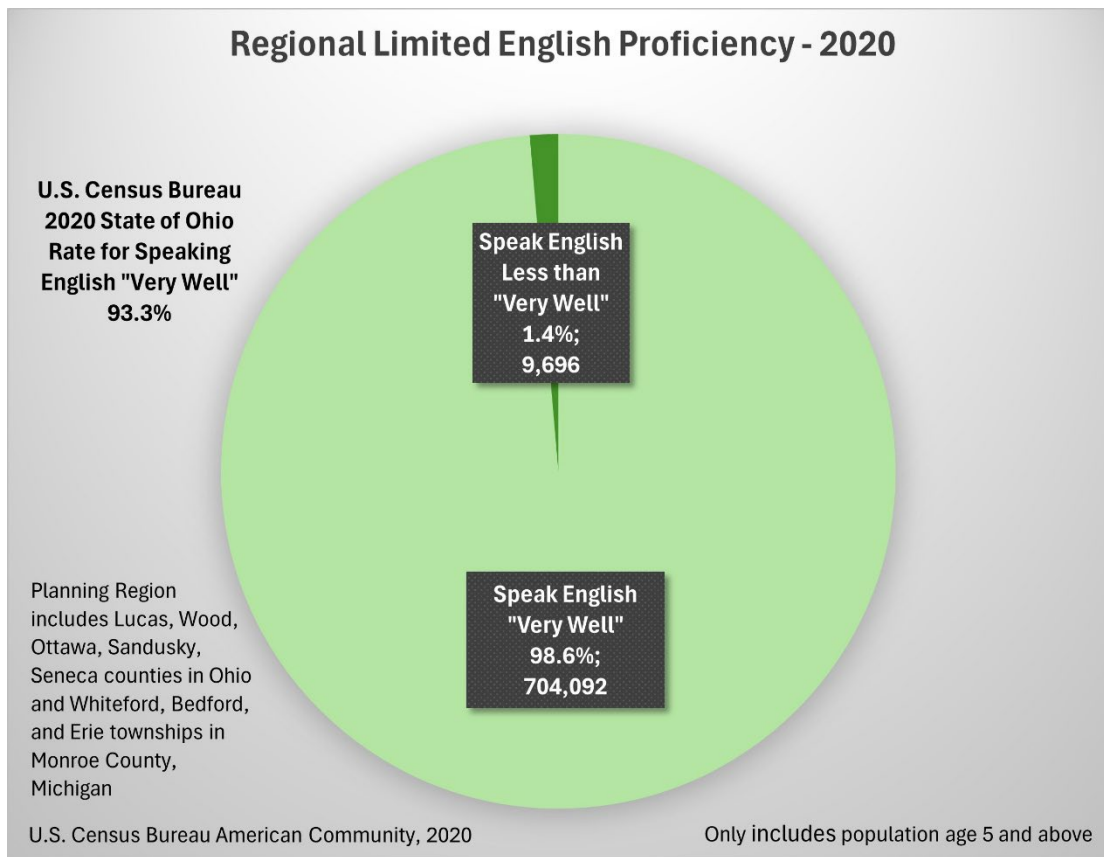 Regional Limited English Proficiency - 2020
U.S. Census Bureau
2020 State of Ohio
Rate for Speaking
English "Very Well"
93.3%
Speak English
Less than
"Very Well"
1.4%;
9,696
Speak English
"Very Well"
98.6%;
704,092
Planning Region
includes Lucas, Wood,
Ottawa, Sandusky,
Seneca counties in Ohio
and Whiteford, Bedford,
and Erie townships in
Monroe County,
Michigan
U.S. Census Bureau American Community, 2020
Only includes population age 5 and above